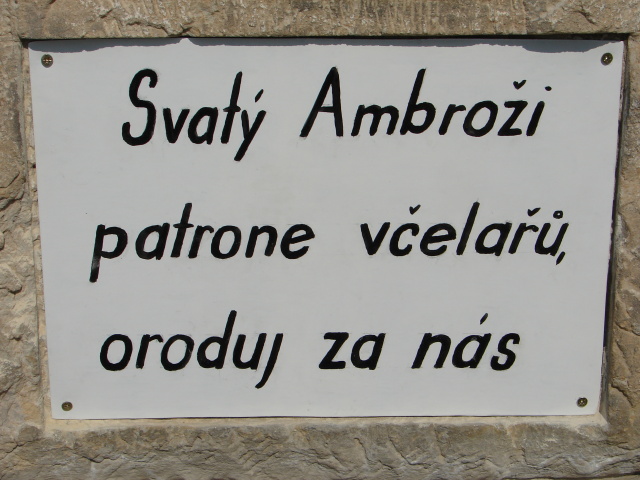 Svatý Ambroži
patrone včelařů,
oroduj za nás